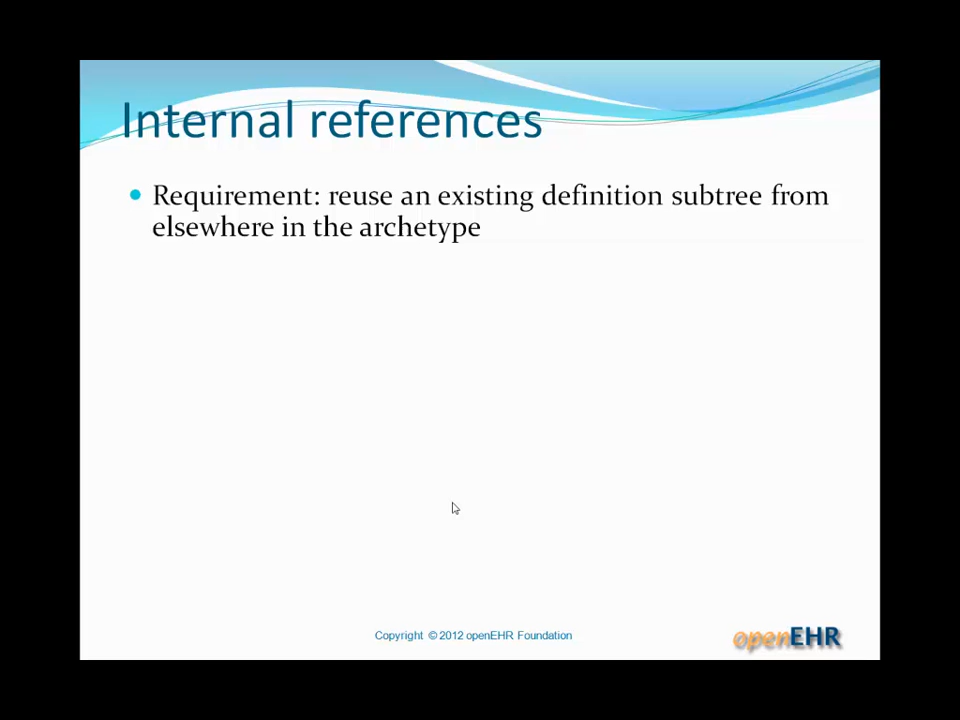 Internal references
• Requirement: reuse an existing definition subtree from
elsewhere in the archetype
Copyright © 2012 openEHR Foundation
openEHR